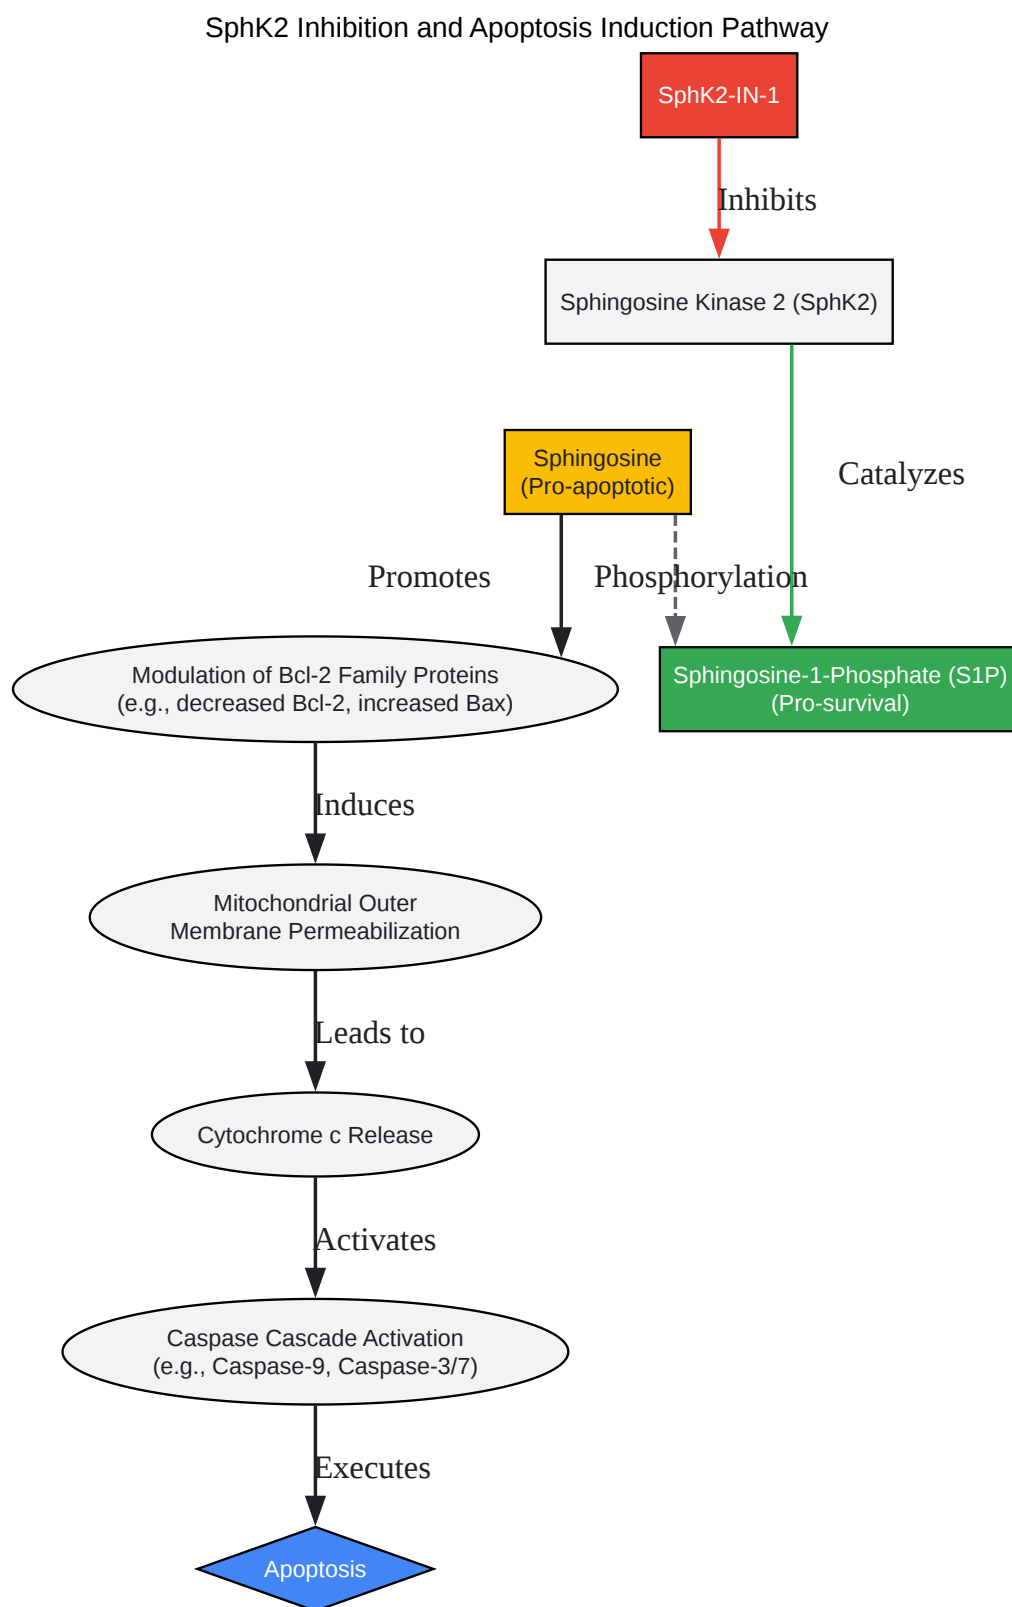 SphK2 Inhibition and Apoptosis Induction Pathway
SphK2-IN-1
Inhibits
Sphingosine Kinase 2 (SphK2)
Sphingosine
(Pro-apoptotic)
Catalyzes
Promotes
Phosphorylation
Modulation of Bcl-2 Family Proteins
(e.g., decreased Bcl-2, increased Bax)
Sphingosine-1-Phosphate (S1P)
(Pro-survival)
Induces
Mitochondrial Outer
Membrane Permeabilization
Leads to
Cytochrome c Release
Activates
Caspase Cascade Activation
(e.g., Caspase-9, Caspase-3/7)
Executes
Apoptosis